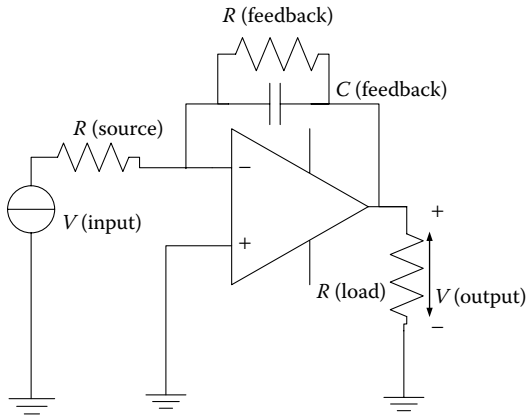 R (feedback)
C (feedback)
R (source)
−
+
V (input)
+
R (load)
V (output)
−